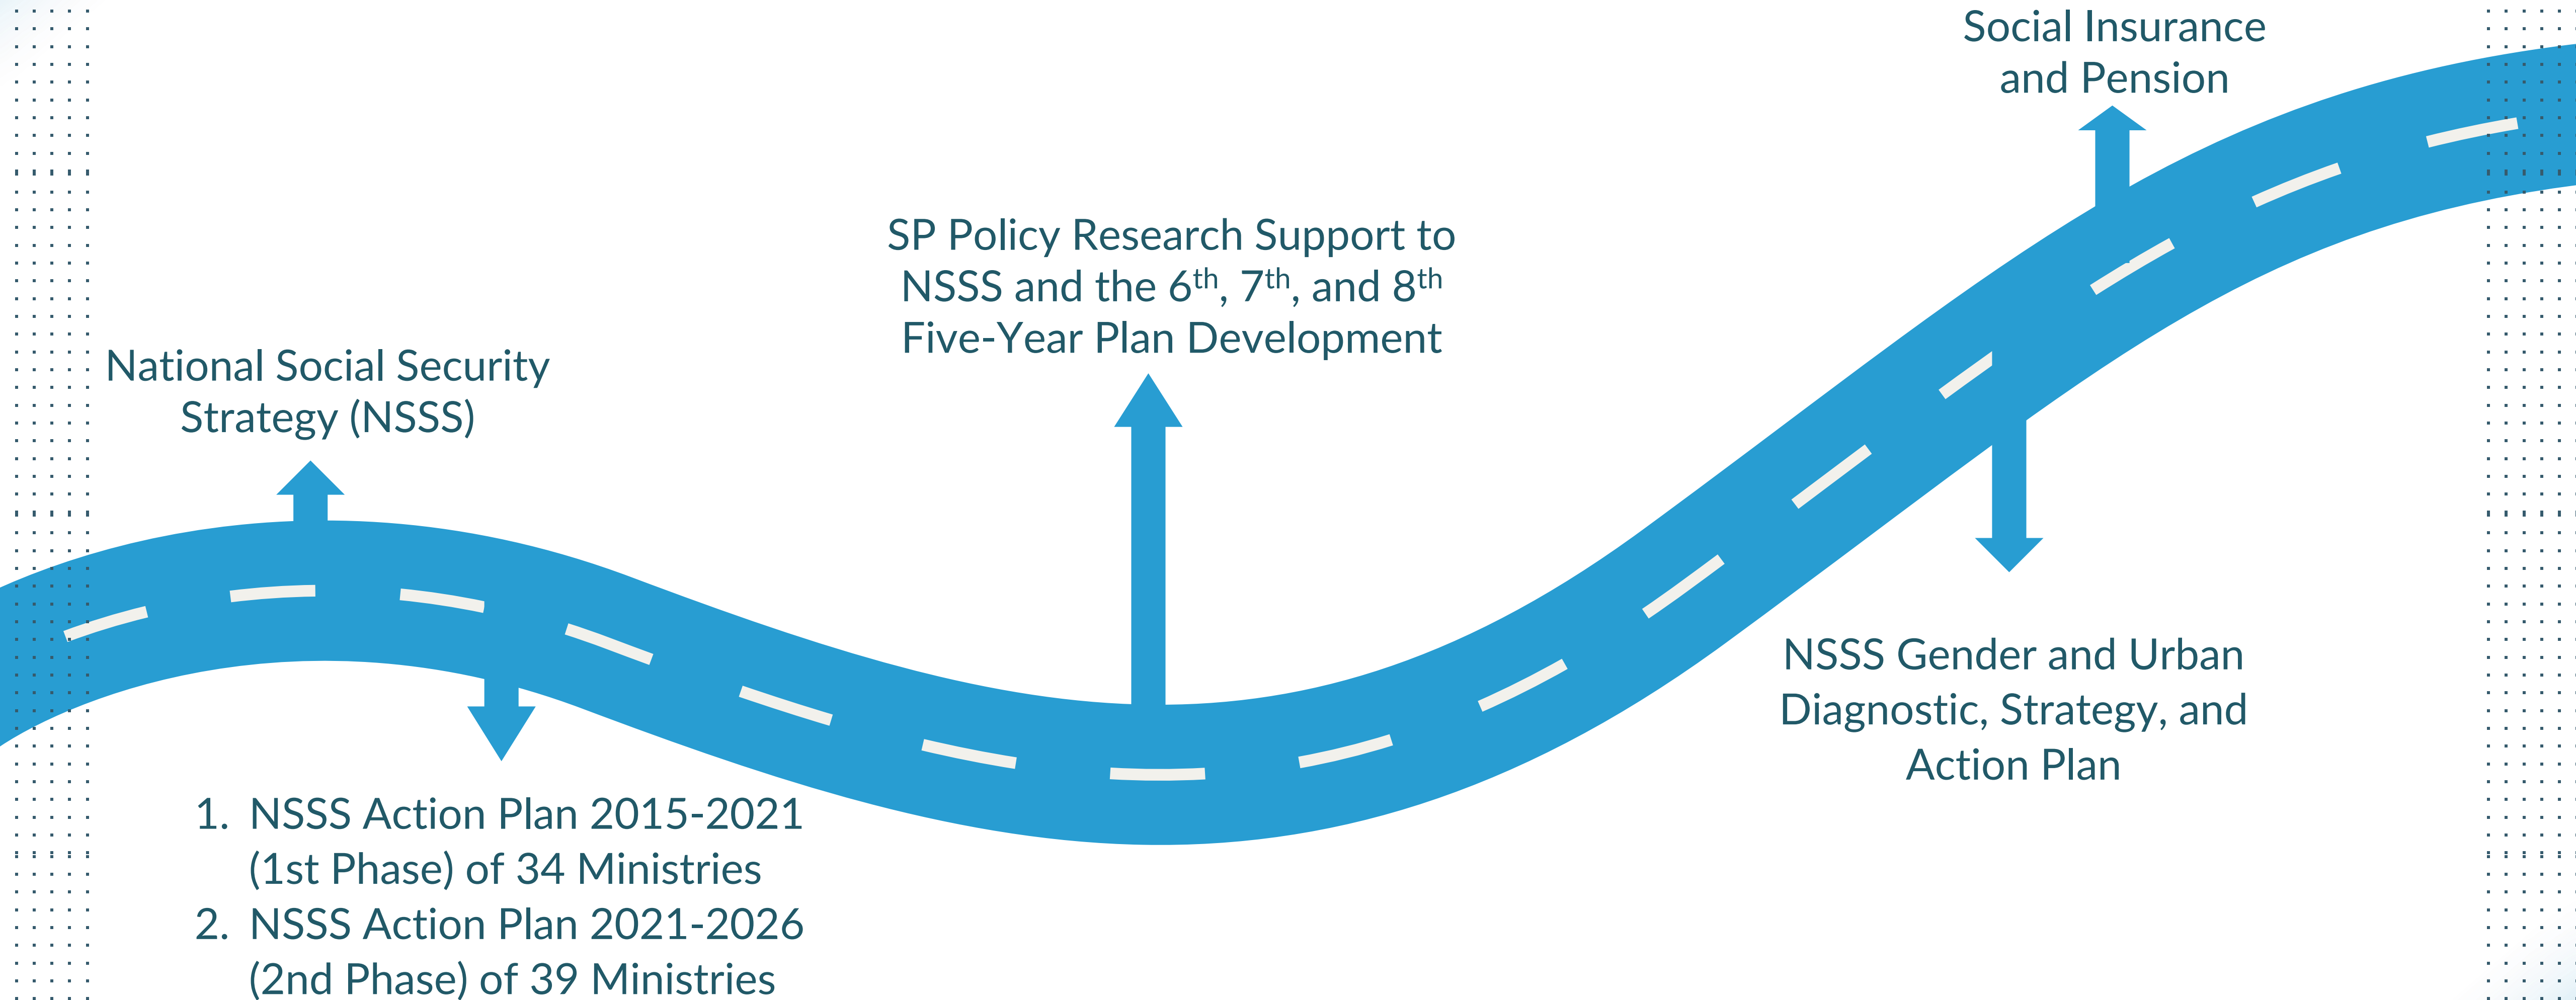 National Social Security
Strategy (NSSS)
1. NSSS Action Plan 2015-2021
(1st Phase) of 34 Ministries
2. NSSS Action Plan 2021-2026
(2nd Phase) of 39 Ministries
SP Policy Research Support to
NSSS and the 6th, 7th, and 8th
Five-Year Plan Development
Social Insurance
and Pension
NSSS Gender and Urban
Diagnostic, Strategy, and
Action Plan